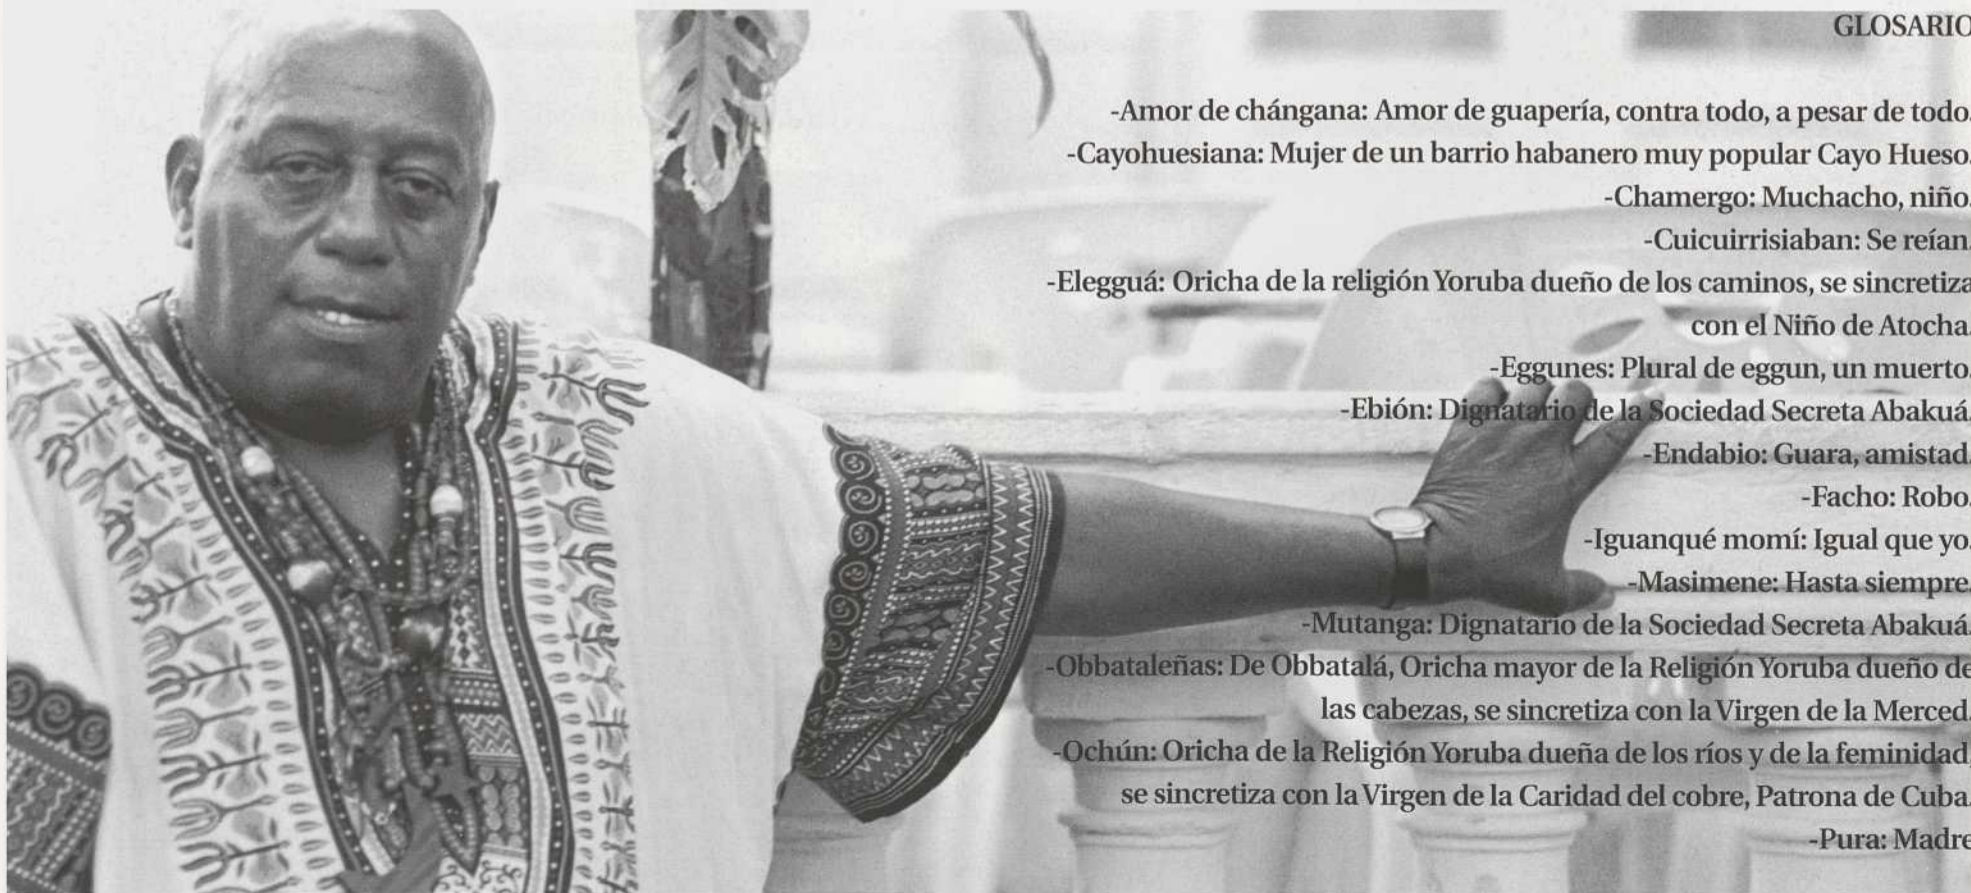 GLOSARIO
-Amor de chángana: Amor de guapería, contra todo, a pesar de todo.
-Cayohuesiana: Mujer de un barrio habanero muy popular Cayo Hueso.
-Chamergo: Muchacho, niño.
-Cuicuirrisiaban: Se reían.
-Elegguá: Oricha de la religión Yoruba dueño de los caminos, se sincretiza
con el Niño de Atocha.
-Eggunes: Plural de eggun, un muerto.
-Ebión: Dignatario de la Sociedad Secreta Abakuá.
-Endabio: Guara, amistad.
-Facho: Robo.
-Iguanqué momí: Igual que yo.
-Masimene: Hasta siempre.
-Mutanga: Dignatario de la Sociedad Secreta Abakuá.
-Obbataleñas: De Obbatalá, Oricha mayor de la Religión Yoruba dueño de
las cabezas, se sincretiza con la Virgen de la Merced.
-Ochún: Oricha de la Religión Yoruba dueña de los ríos y de la feminidad,
se sincretiza con la Virgen de la Caridad del cobre, Patrona de Cuba.
-Pura: Madre